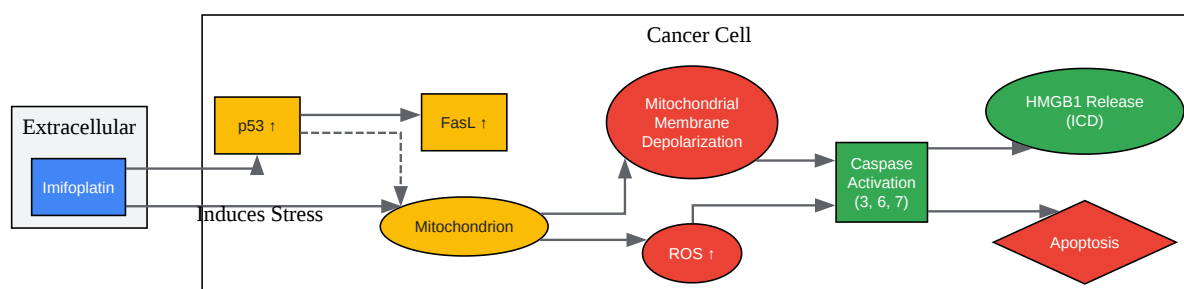 Cancer Cell
Extracellular
Imifoplatin
Induces Stress
p53 ↑
FasL ↑
Mitochondrion
Mitochondrial
Membrane
Depolarization
ROS ↑
Caspase
Activation
(3, 6, 7)
HMGB1 Release
(ICD)
Apoptosis